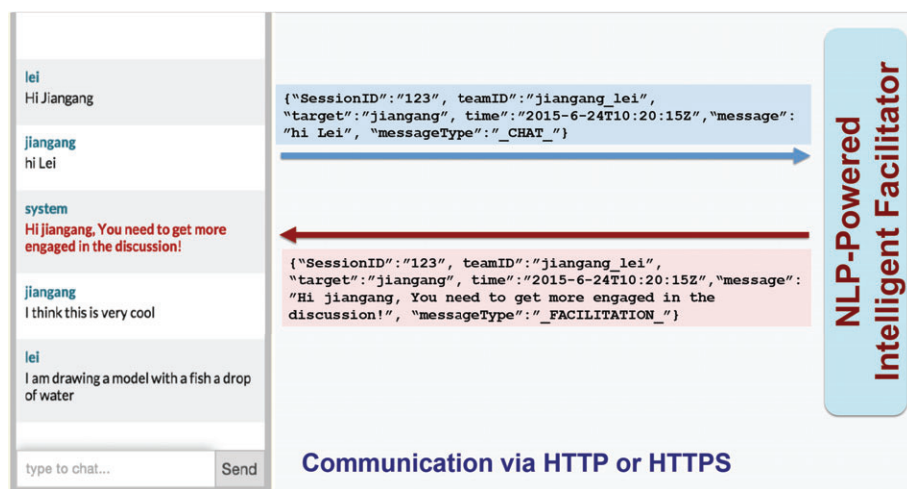 lei
Hi Jiangang
jiangang
hi Lei
system
Hi jiangang, You need to get more
engaged in the discussion!
jiangang
I think this is very cool
lei
I am drawing a model with a fish a drop
of water
type to chat...
Send
{“SessionID”:”123”, teamID”:”jiangang_lei”,
“target”:”jiangang”, time”:”2015-6-24T10:20:15Z”,“message”:
”hi Lei”, “messageType”:”_CHAT_”}
{“SessionID”:”123”, teamID”:”jiangang_lei”,
“target”:”jiangang”, time”:”2015-6-24T10:20:15Z”,“message”:
”Hi jiangang, You need to get more engaged in the
discussion!”, “messageType”:”_FACILITATION_”}
Communication via HTTP or HTTPS
NLP-Powered
Intelligent Facilitator